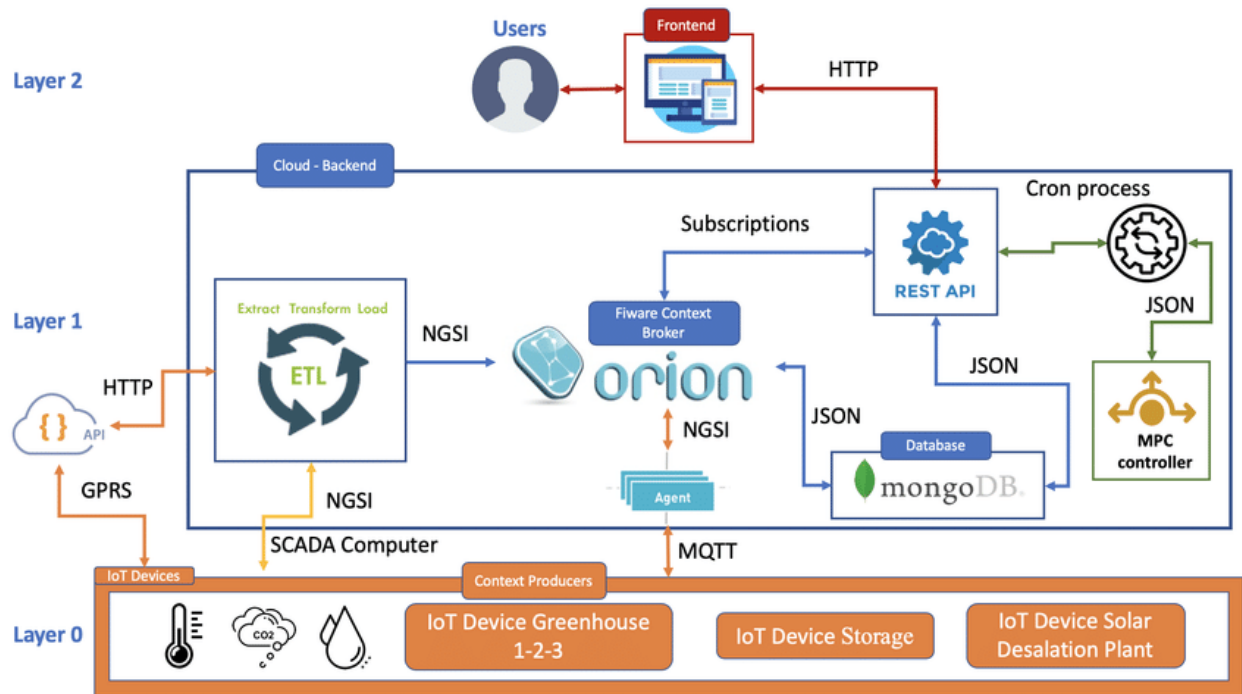 Users
Frontend
Layer 2
HTTP
Cloud - Backend
Cron process
Subscriptions
REST API
Extract Transform Load
ETL
NGSI
Fiware Context
Broker
orion
Layer 1
JSON
HTTP
{ } API
JSON
JSON
NGSI
MPC
controller
Database
mongoDB®
Agent
GPRS
NGSI
SCADA Computer
MQTT
IoT Devices
Context Producers
Layer 0
CO2
IoT Device Greenhouse
1-2-3
IoT Device Storage
IoT Device Solar
Desalation Plant